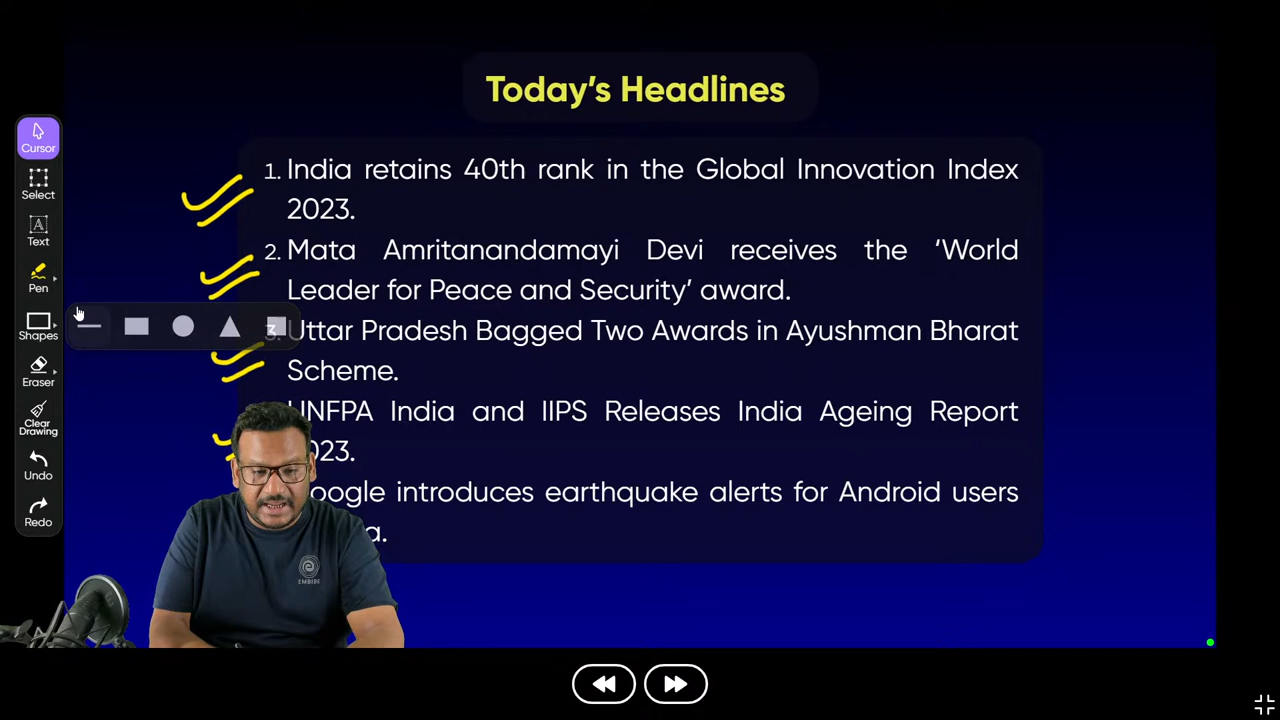 Today's Headlines
Cursor
Select
Text
Pen
Shapes
Eraser
Clear
Drawing
Undo
Redo
1. India retains 40th rank in the Global Innovation Index
2023.
2. Mata Amritanandamayi Devi receives the ‘World
Leader for Peace and Security’ award.
3. Uttar Pradesh Bagged Two Awards in Ayushman Bharat
Scheme.
UNFPA India and IIPS Releases India Ageing Report
introduces earthquake alerts for Android users
EMBIBE